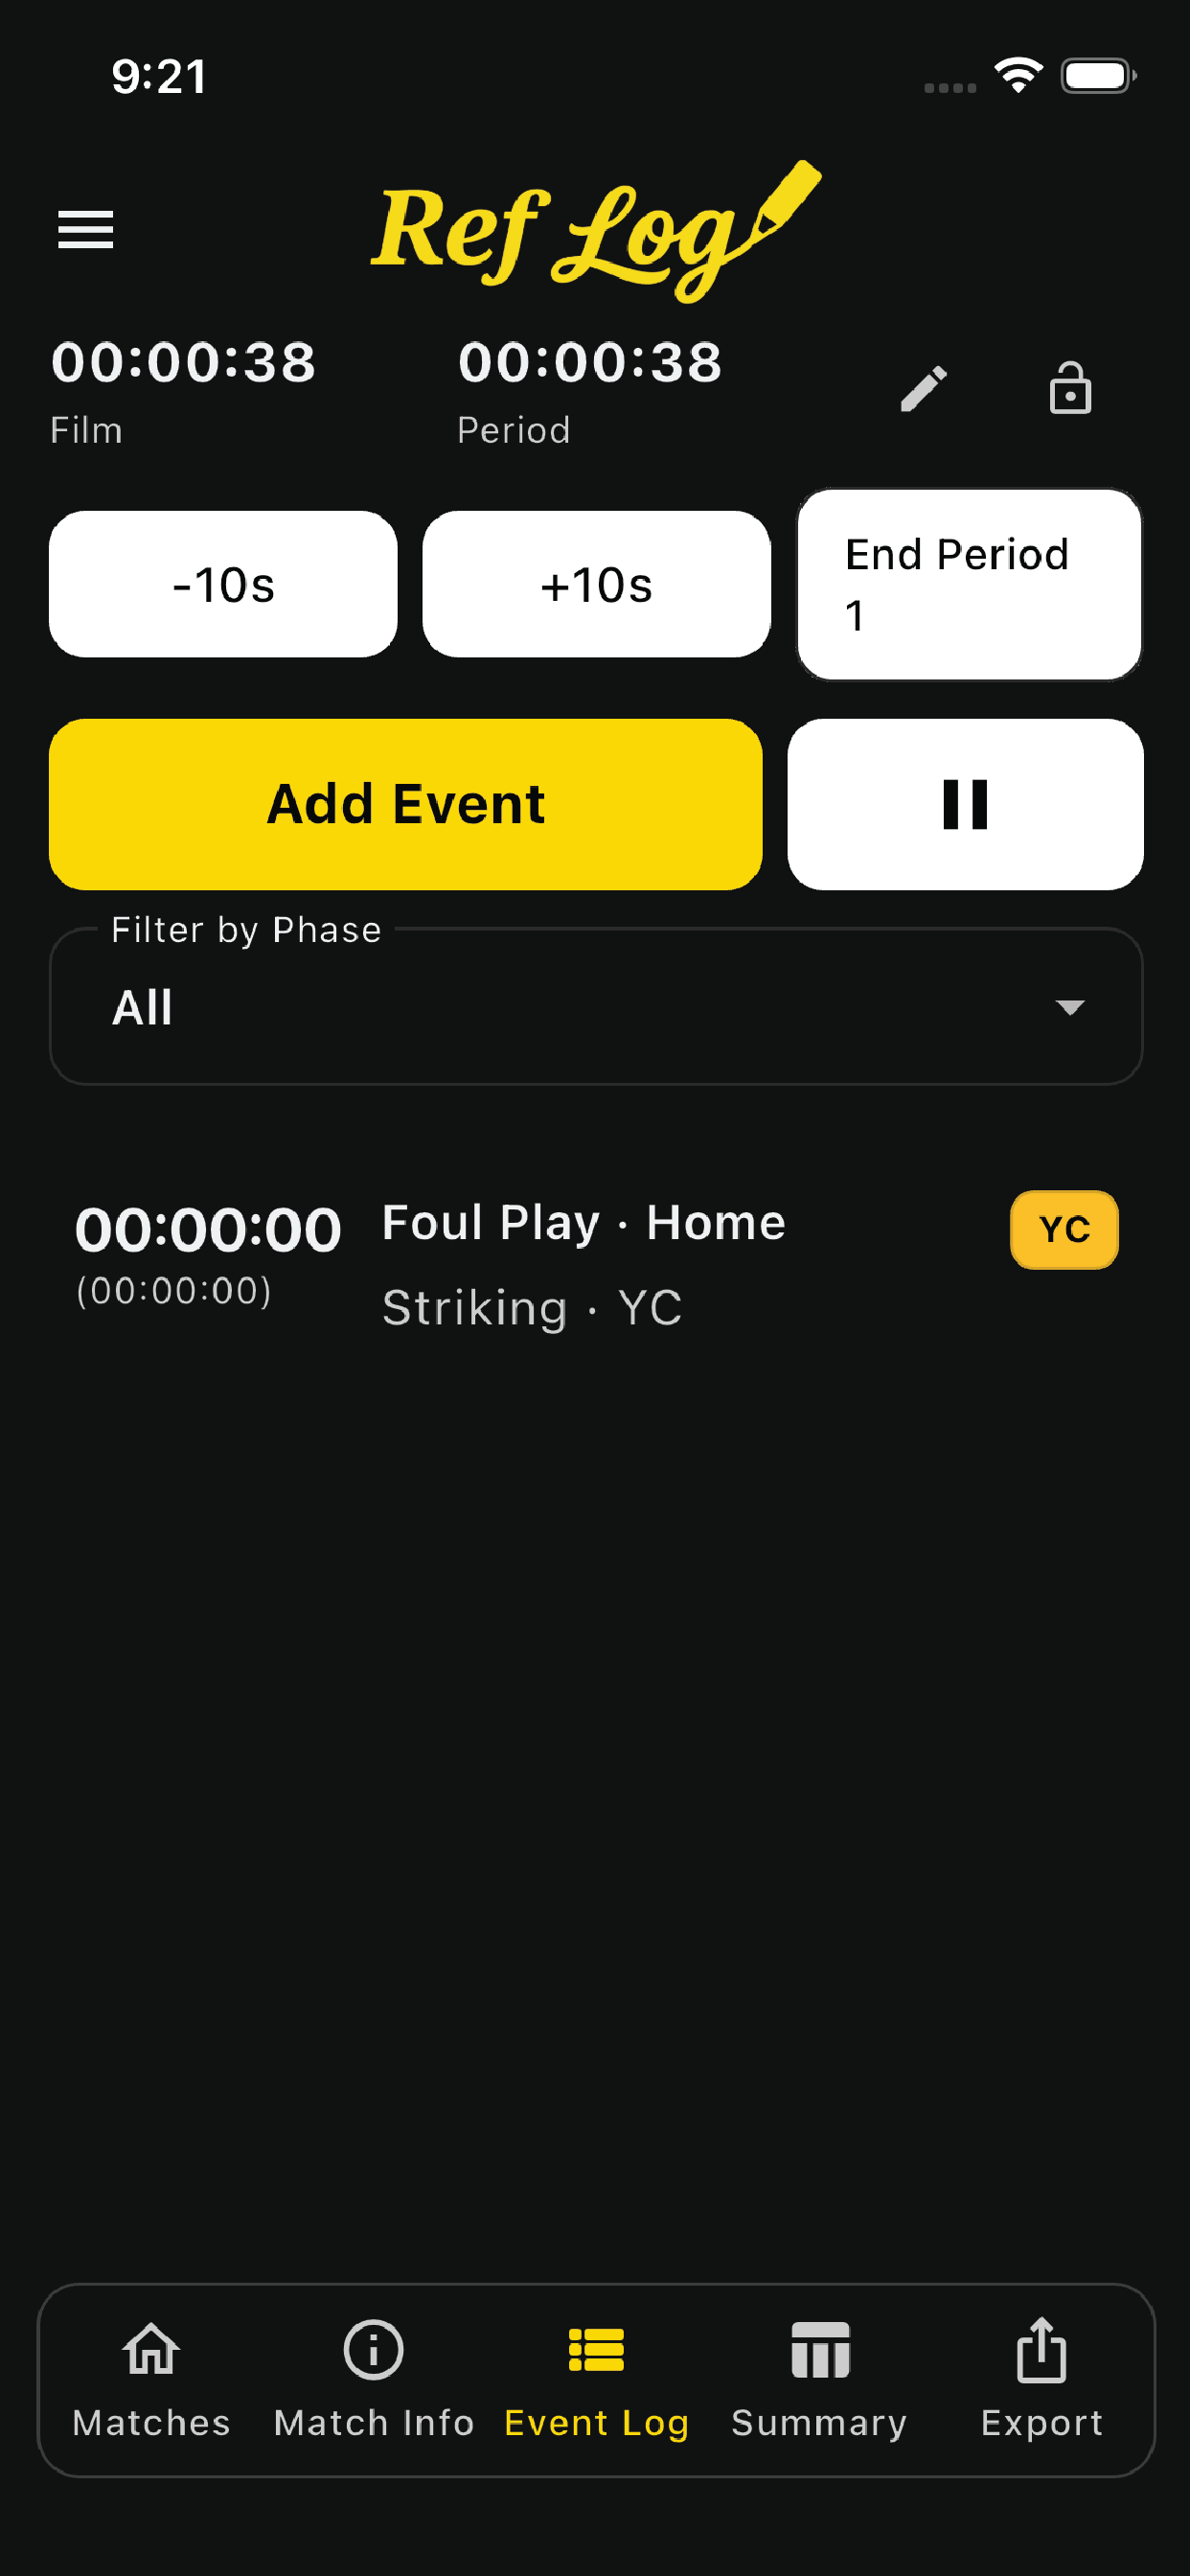 9:21
Ref Log
00:00:38
Film
00:00:38
Period
-10s
+10s
End Period
1
Add Event
Filter by Phase
All
00:00:00
(00:00:00)
Foul Play · Home
Striking · YC
YC
Matches
Match Info
Event Log
Summary
Export